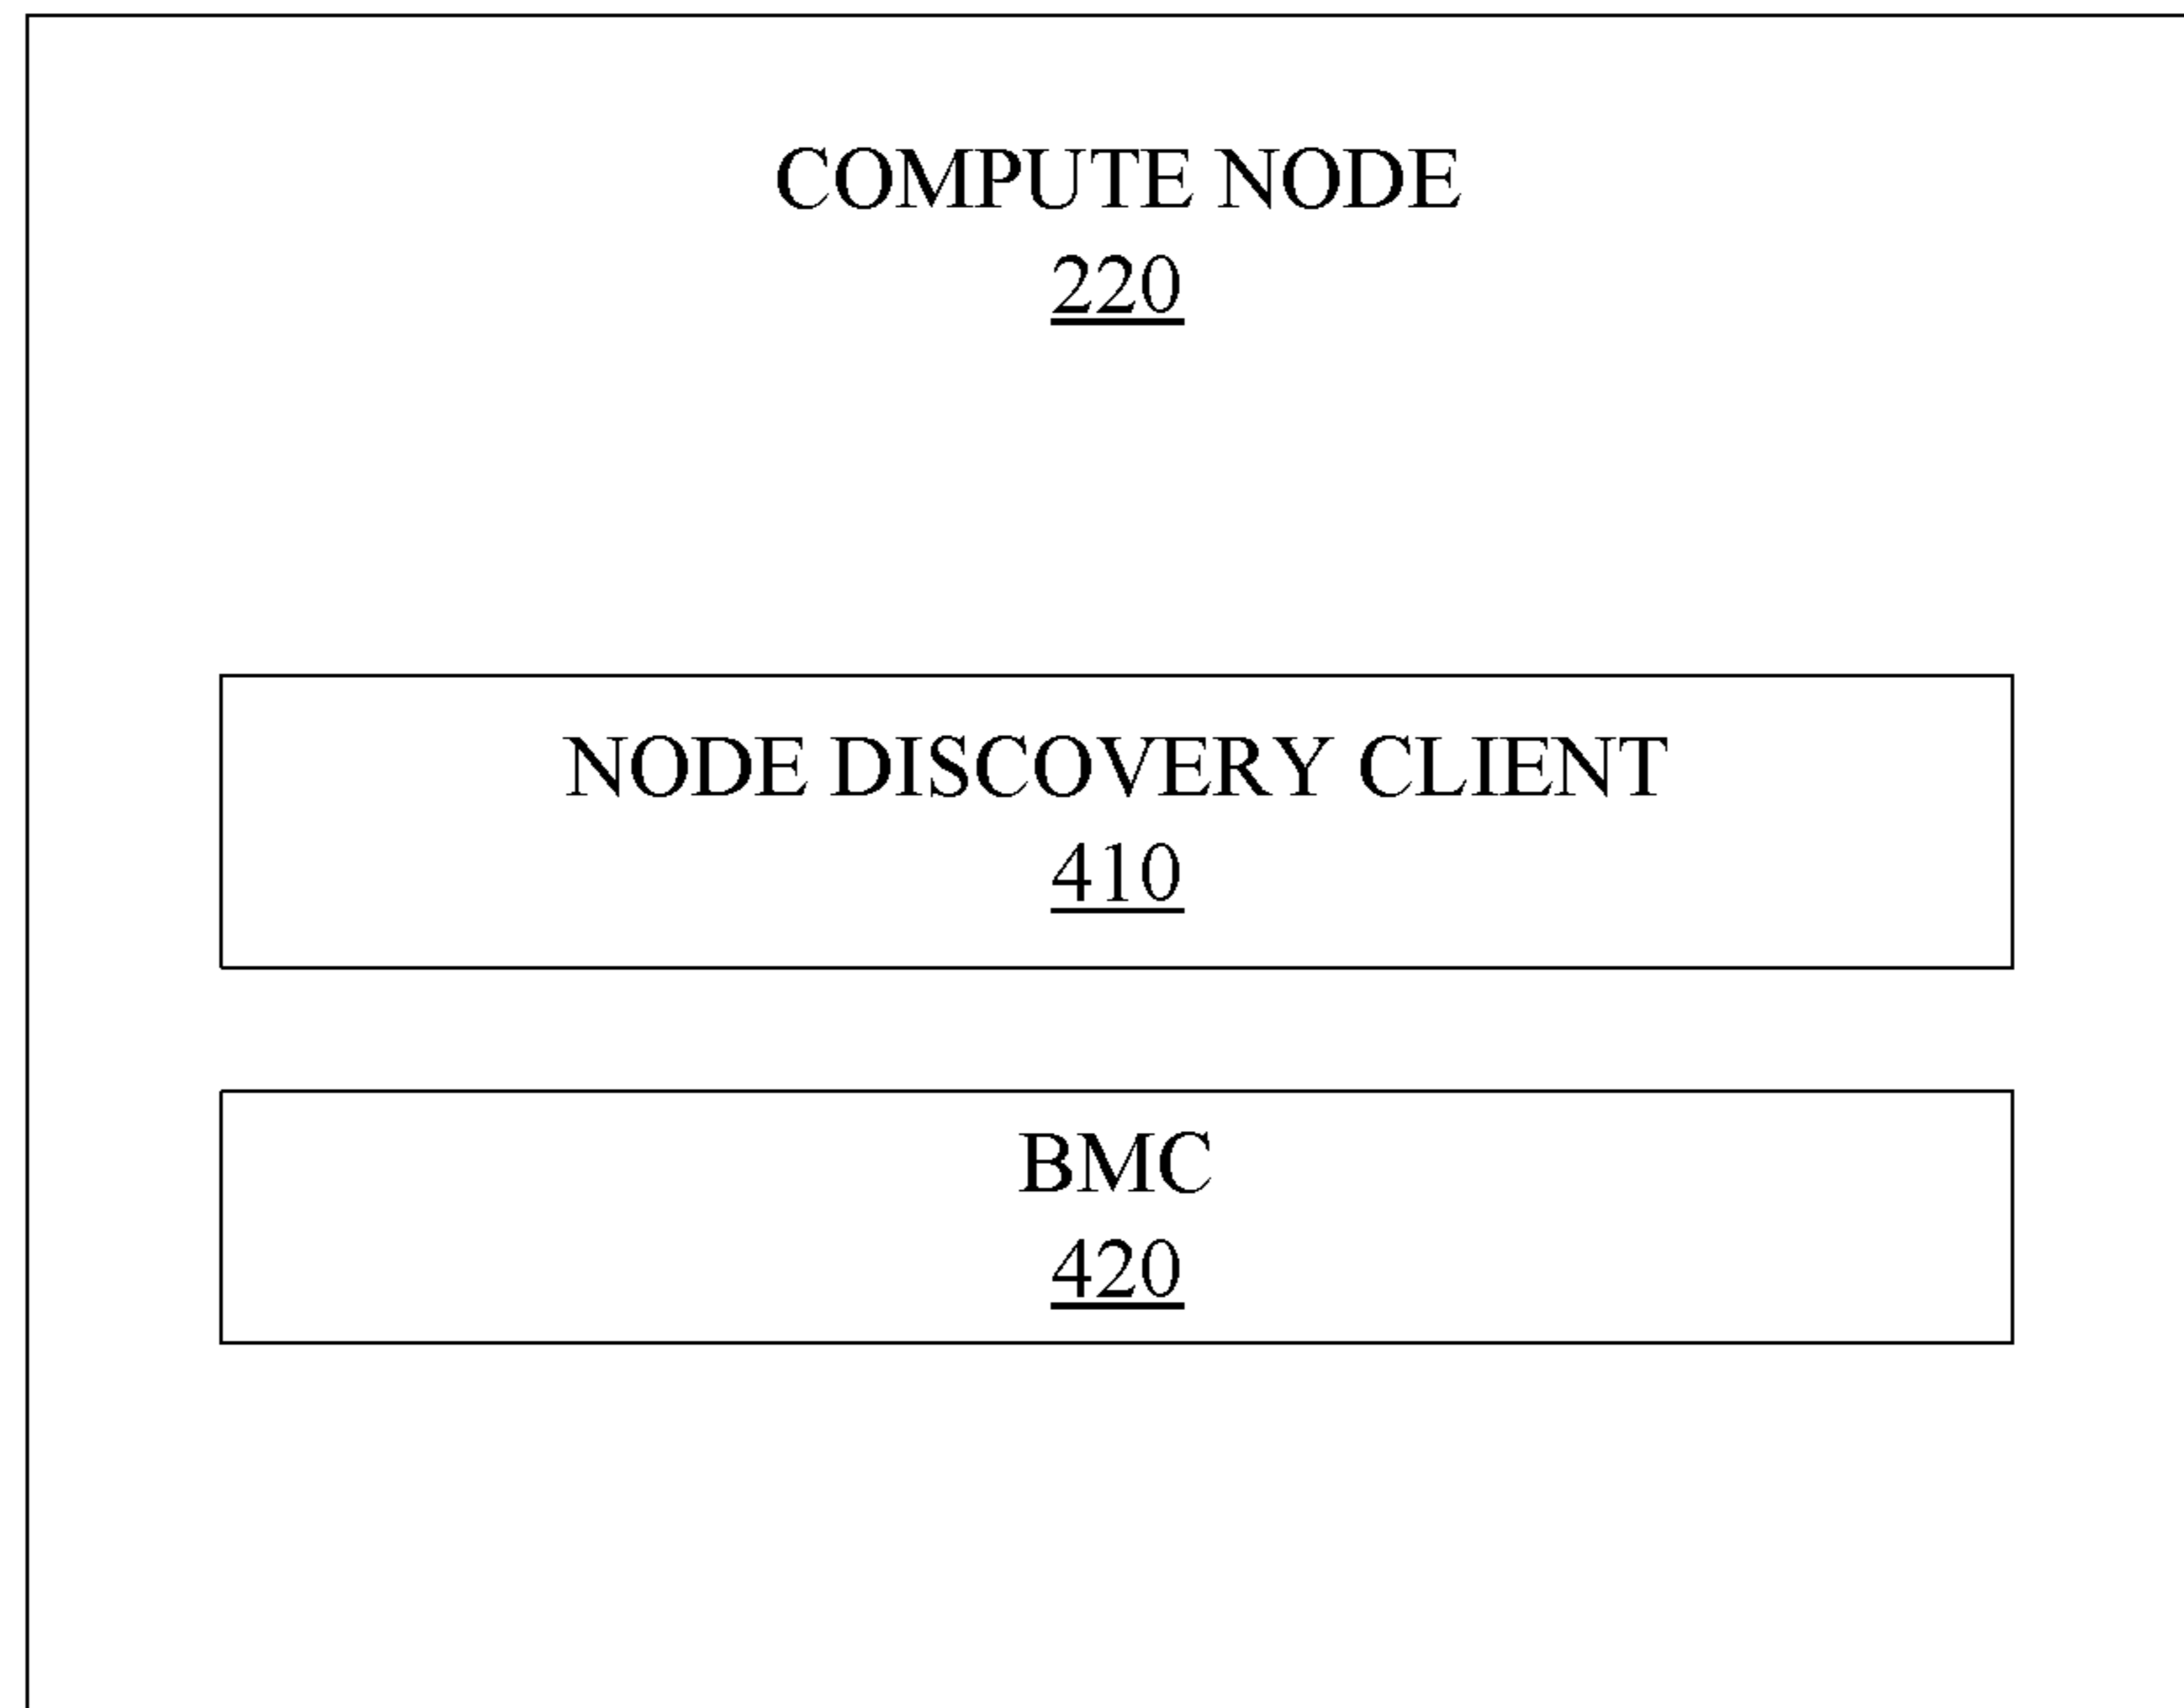 COMPUTE NODE
220
NODE DISCOVERY CLIENT
410
BMC
420